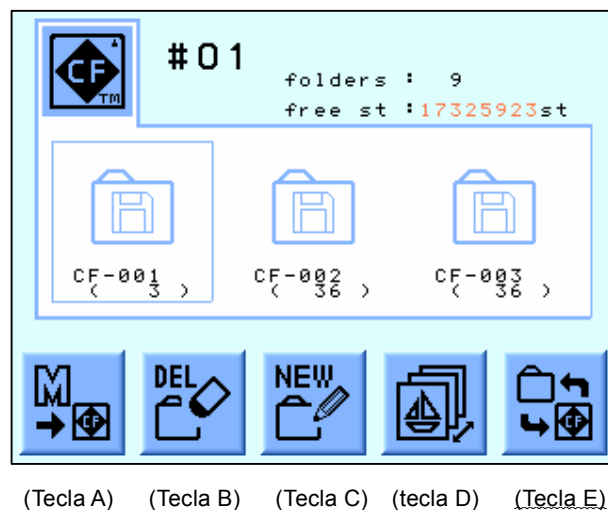 CF TM
#01
folders : 9
free st :17325923st
CF-001 CF-002 CF-003
( 3 ) ( 36 ) ( 36 )
M DEL NEW
CF CF
(Tecla A) (Tecla B) (Tecla C) (tecla D) (Tecla E)